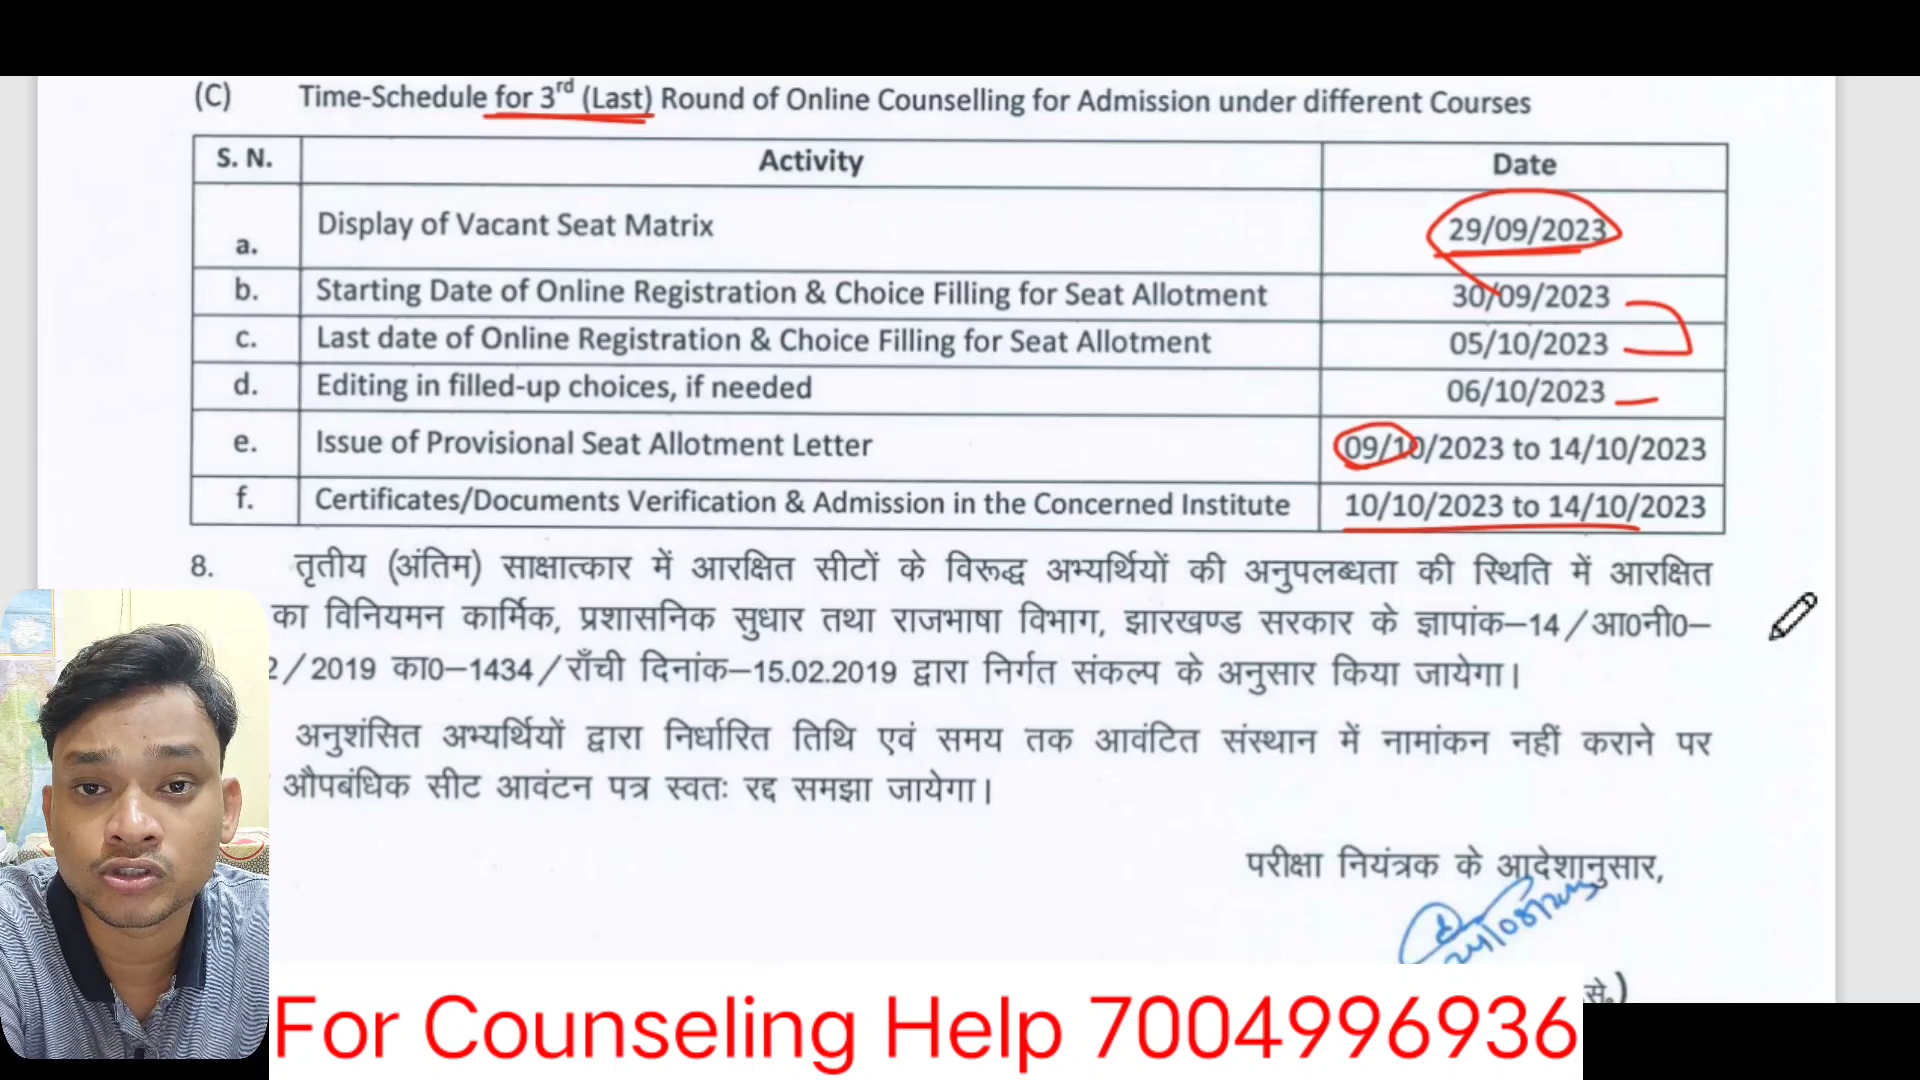 (C) Time-Schedule for 3rd (Last) Round of Online Counselling for Admission under different Courses
S. N. Activity Date
a. Display of Vacant Seat Matrix 29/09/2023
b. Starting Date of Online Registration & Choice Filling for Seat Allotment 30/09/2023
c. Last date of Online Registration & Choice Filling for Seat Allotment 05/10/2023
d. Editing in filled-up choices, if needed 06/10/2023
e. Issue of Provisional Seat Allotment Letter 09/10/2023 to 14/10/2023
f. Certificates/Documents Verification & Admission in the Concerned Institute 10/10/2023 to 14/10/2023
8. तृतीय (अंतिम) साक्षात्कार में आरक्षित सीटों के विरूद्ध अभ्यर्थियों की अनुपलब्धता की स्थिति में आरक्षित
का विनियमन कार्मिक, प्रशासनिक सुधार तथा राजभाषा विभाग, झारखण्ड सरकार के ज्ञापांक–14/आ0नी0–
2/2019 का0–1434/राँची दिनांक–15.02.2019 द्वारा निर्गत संकल्प के अनुसार किया जायेगा।
अनुशंसित अभ्यर्थियों द्वारा निर्धारित तिथि एवं समय तक आवंटित संस्थान में नामांकन नहीं कराने पर
औपबंधिक सीट आवंटन पत्र स्वतः रद्द समझा जायेगा।
परीक्षा नियंत्रक के आदेशानुसार,
से.)
For Counseling Help 7004996936